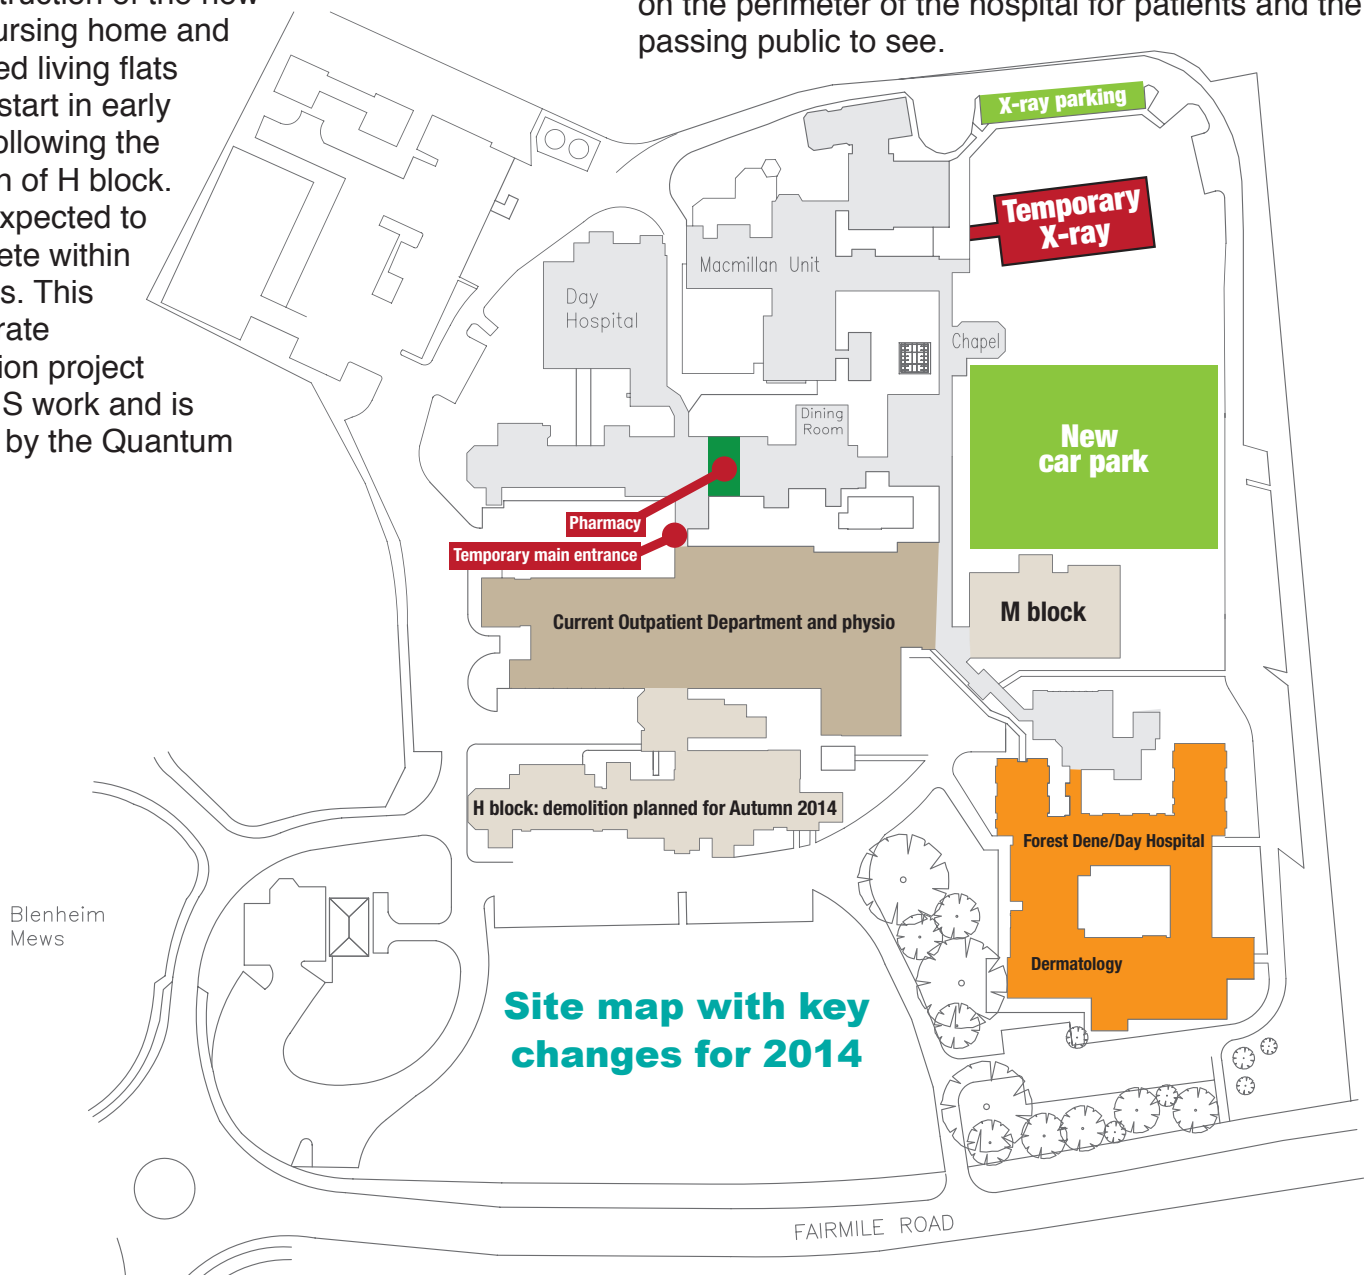 truction of the new
ursing home and
ed living flats
start in early
ollowing the
n of H block.
xpected to
ete within
s. This
rate
ion project
S work and is
by the Quantum
on the perimeter of the hospital for patients and the
passing public to see.
X-ray parking
Temporary
X-ray
Macmillan Unit
Day
Hospital
Chapel
Dining
Room
New
car park
Pharmacy
Temporary main entrance
M block
Current Outpatient Department and physio
H block: demolition planned for Autumn 2014
Forest Dene/Day Hospital
Blenheim
Mews
Dermatology
Site map with key
changes for 2014
FAIRMILE ROAD